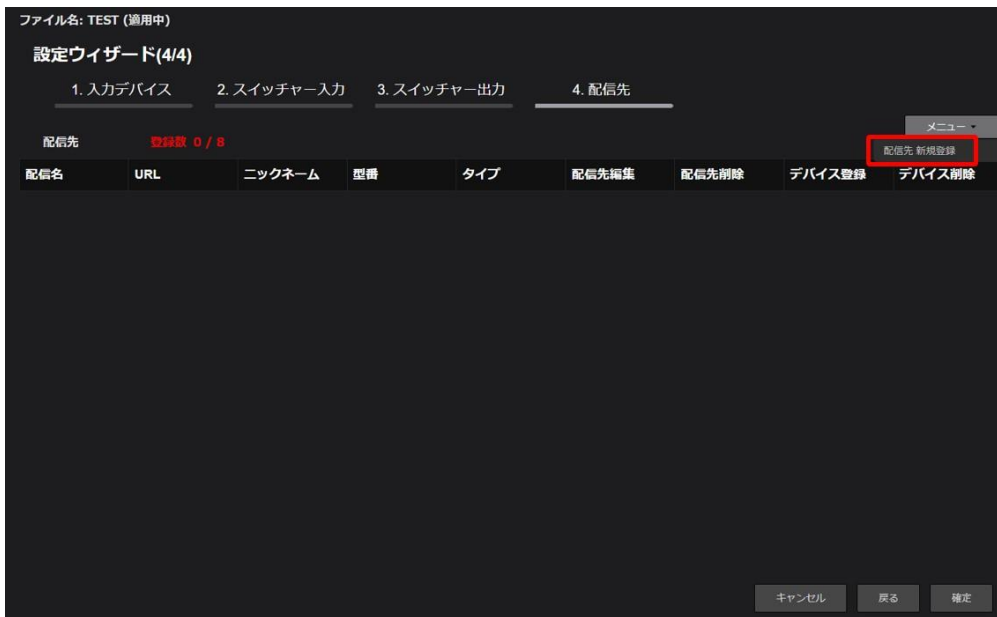 ファイル名: TEST (適用中)
設定ウィザード(4/4)
1. 入力デバイス 2. スイッチャー入力 3. スイッチャー出力 4. 配信先
メニュー
配信先 登録数 0 / 8
配信先 新規登録
配信名 URL ニックネーム 型番 タイプ 配信先編集 配信先削除 デバイス登録 デバイス削除
キャンセル 戻る 確定